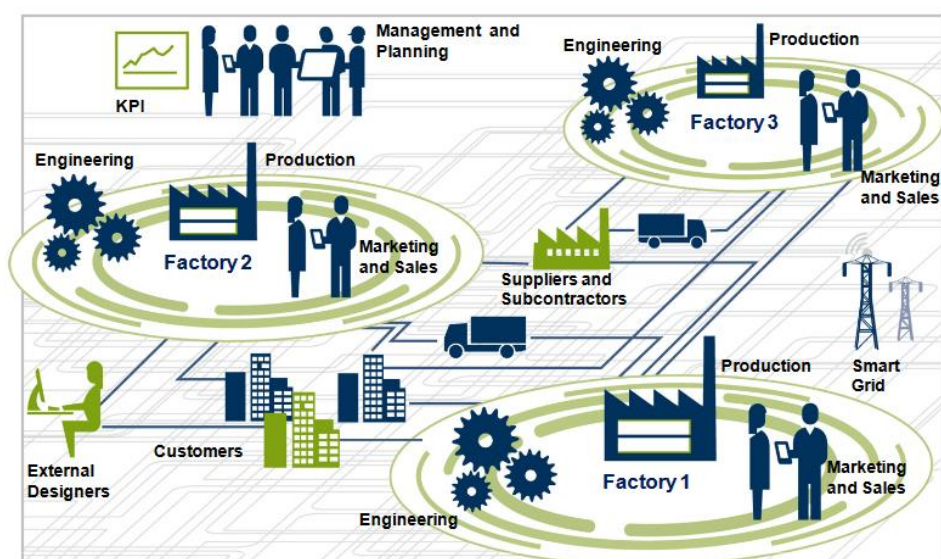 Management and
Planning
KPI
Engineering
Production
Factory 3
Marketing
and Sales
Engineering
Production
Factory 2
Marketing
and Sales
Suppliers and
Subcontractors
Smart
Grid
External
Designers
Customers
Production
Factory 1
Engineering
Marketing
and Sales